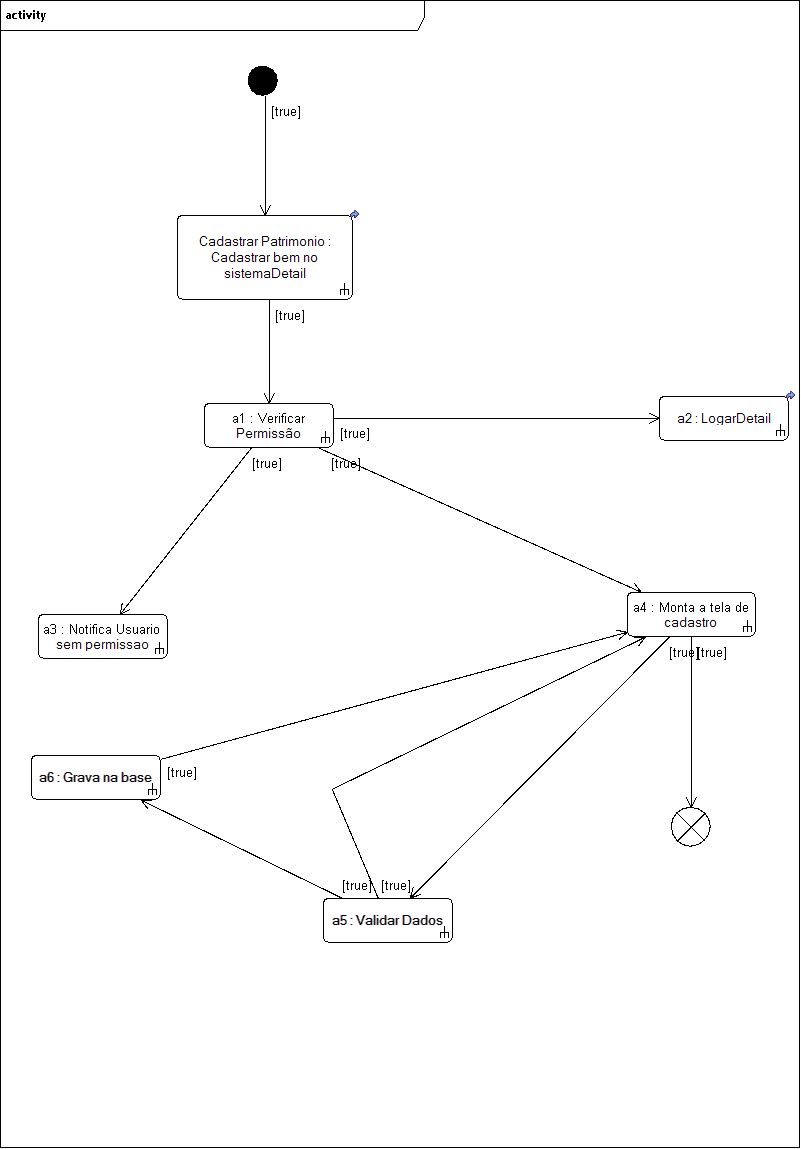 activity
[true]
Cadastrar Patrimonio :
Cadastrar bem no
sistemaDetail
[true]
a1 : Verificar
Permissão
[true]
a2 : LogarDetail
[true]
[true]
a3 : Notifica Usuario
sem permissao
a4 : Monta a tela de
cadastro
[true]
[true]
a6 : Grava na base
[true]
[true]
[true]
a5 : Validar Dados